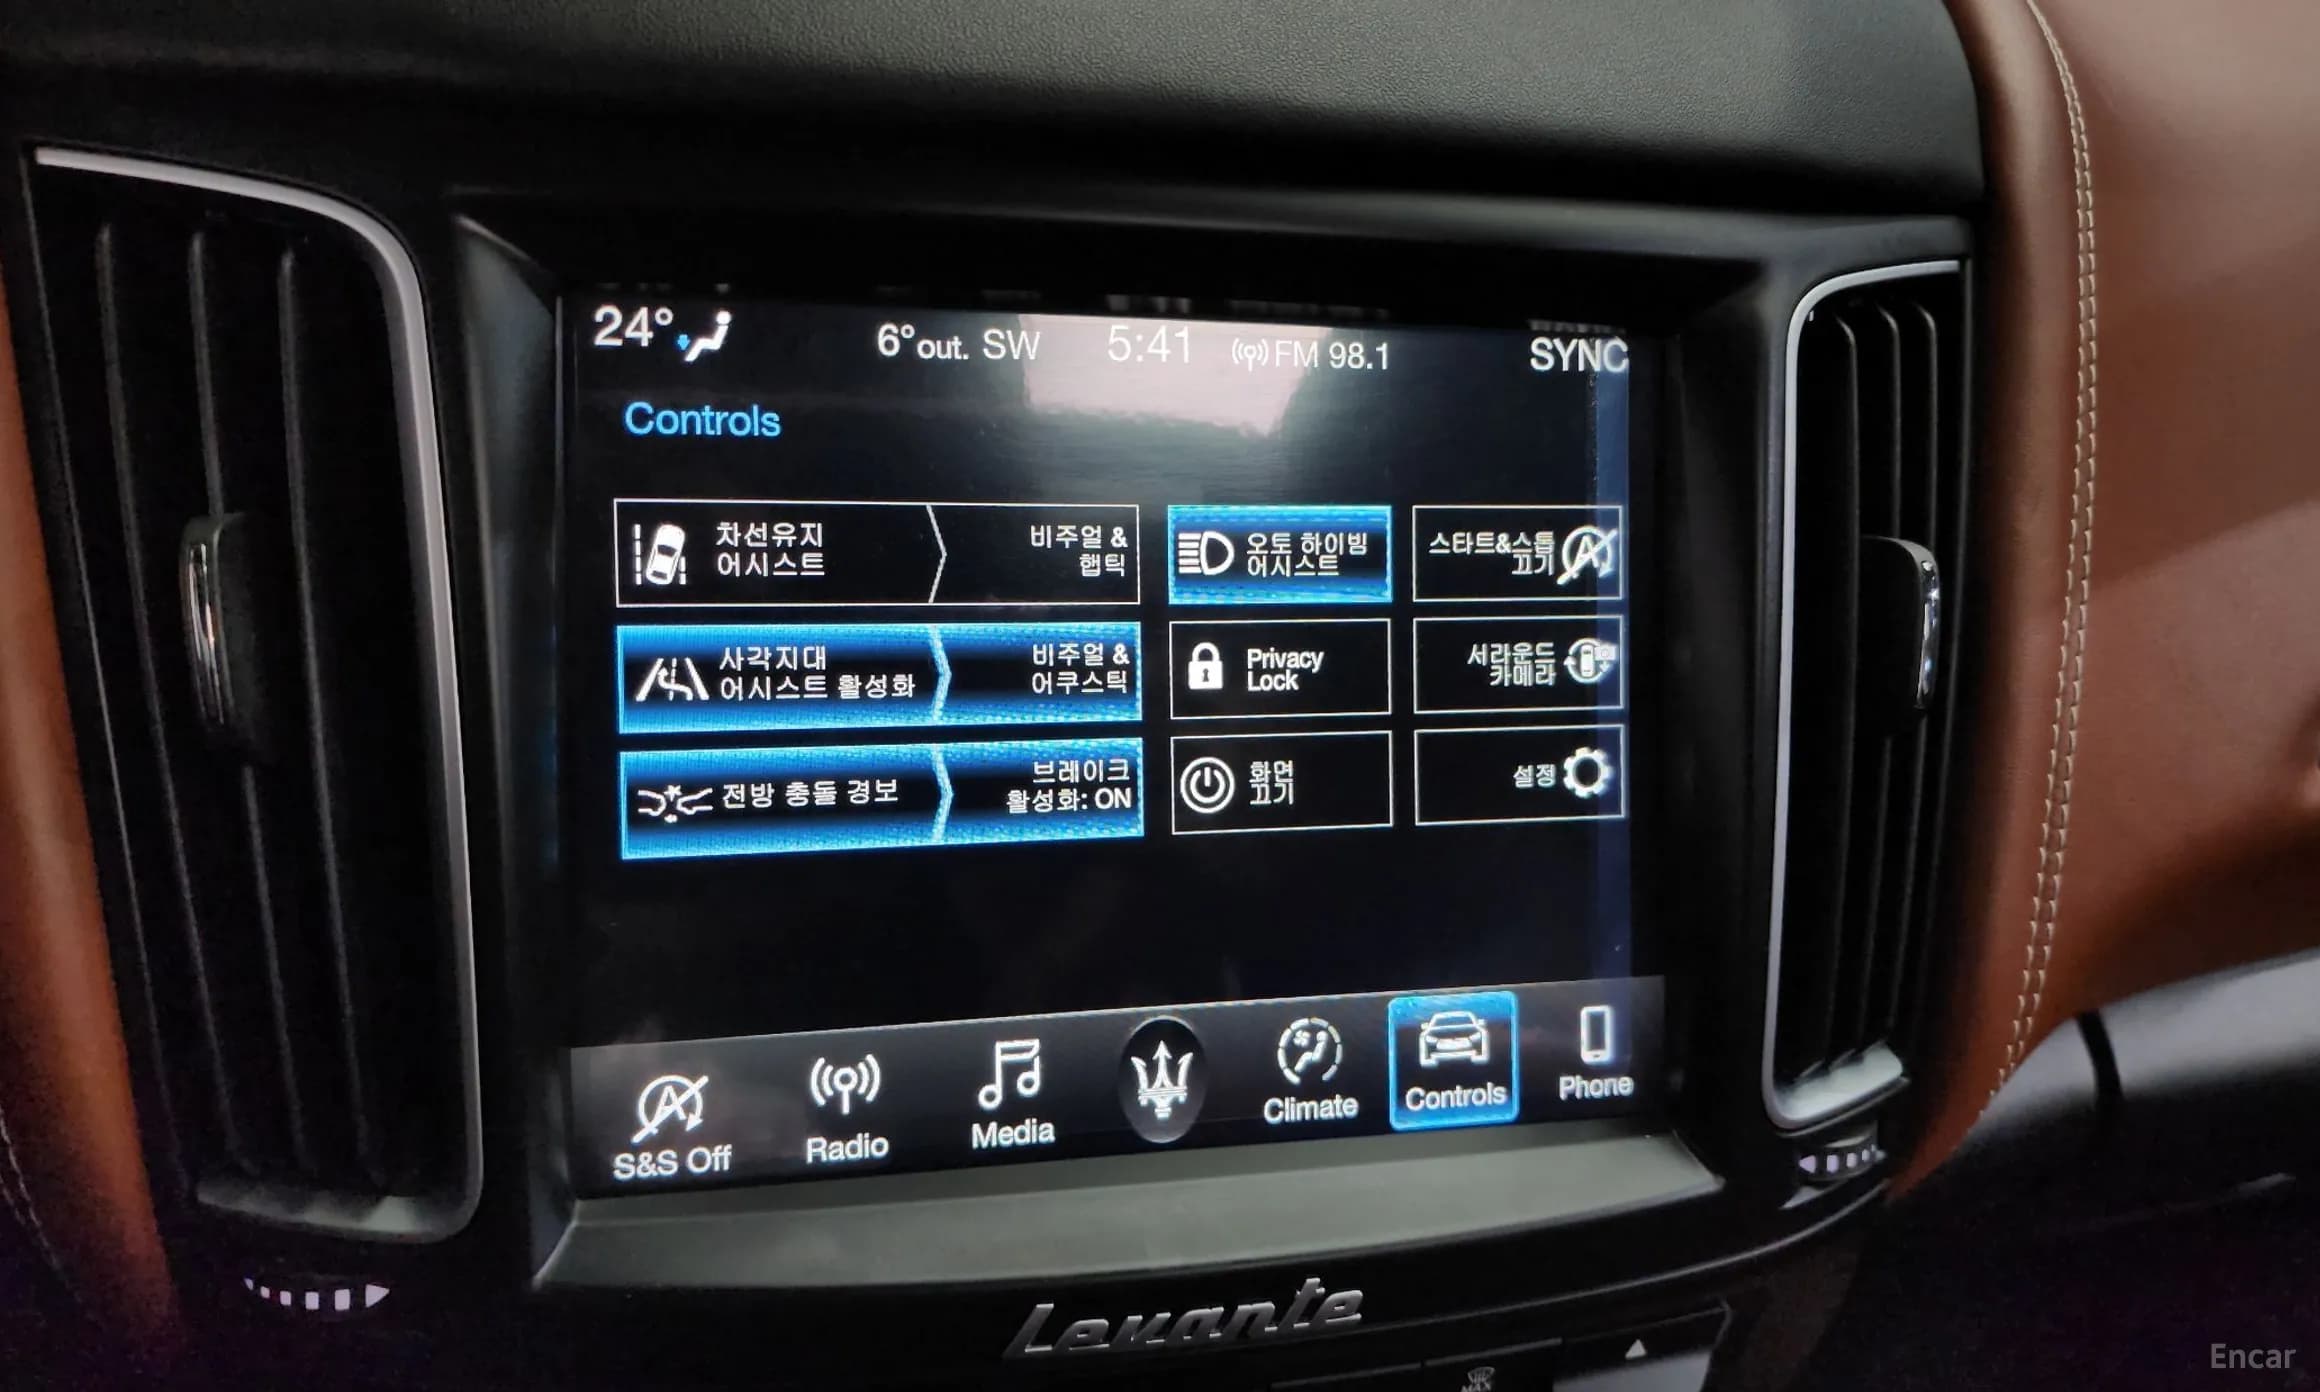 24° 6° out. SW 5:41 FM 98.1 SYNC
Controls
차선유지
어시스트
비주얼 &
햅틱
오토 하이빔
어시스트
스타트&스톱
끄기
사각지대
어시스트 활성화
비주얼 &
어쿠스틱
Privacy
Lock
서라운드
카메라
전방 충돌 경보
브레이크
활성화: ON
화면
끄기
설정
S&S Off
Radio
Media
Climate
Controls
Phone
Levante
MAX
Encar